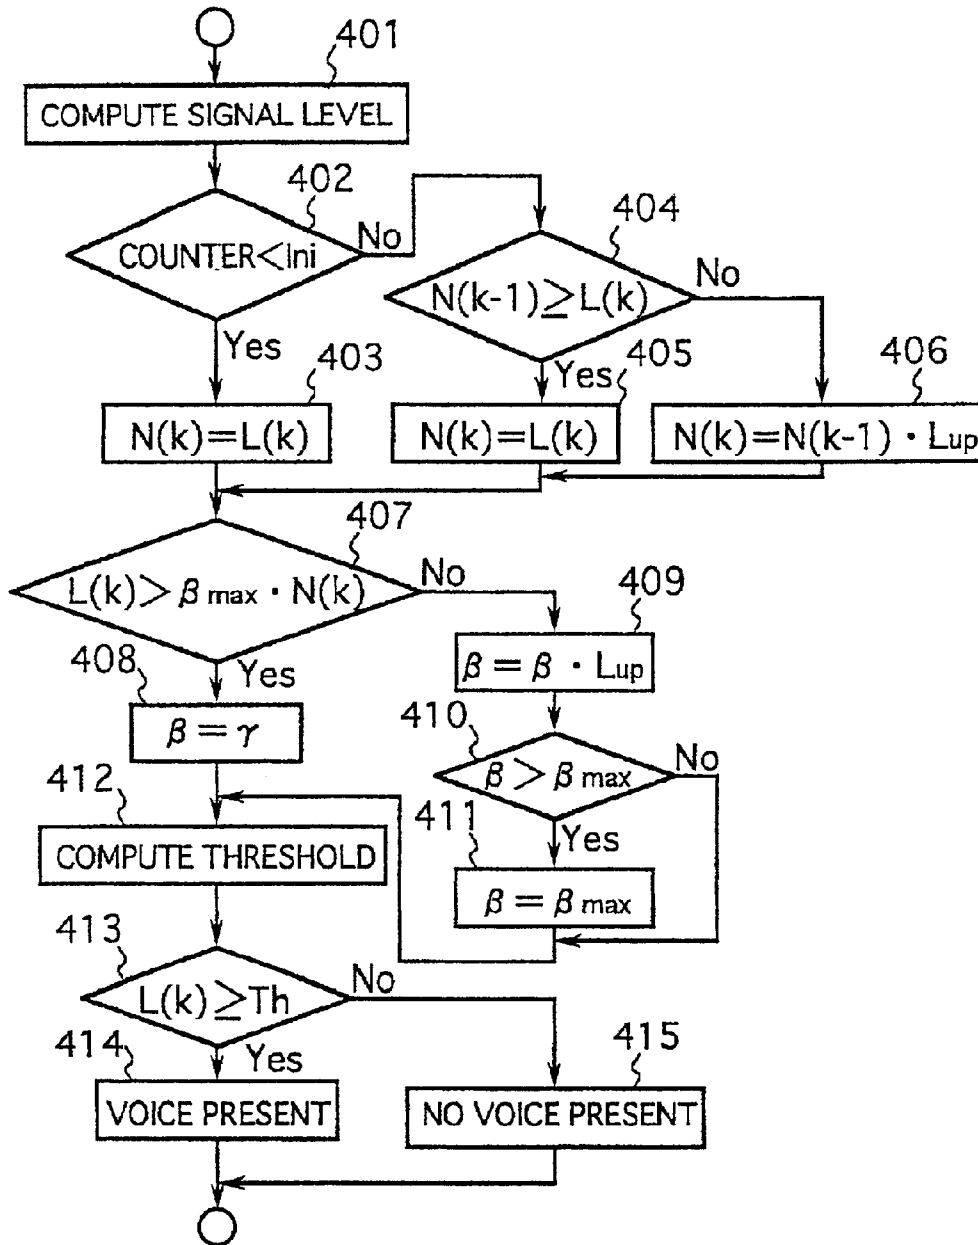 401
COMPUTE SIGNAL LEVEL
402
COUNTER<Ini
No
404
N(k-1)≧L(k)
No
Yes
403
N(k)=L(k)
Yes
405
N(k)=L(k)
406
N(k)=N(k-1)・Lup
407
L(k)>βmax・N(k)
No
409
β=β・Lup
408
Yes
β=γ
410
β>βmax
No
412
COMPUTE THRESHOLD
411
Yes
β=βmax
413
L(k)≧Th
No
414
Yes
VOICE PRESENT
415
NO VOICE PRESENT